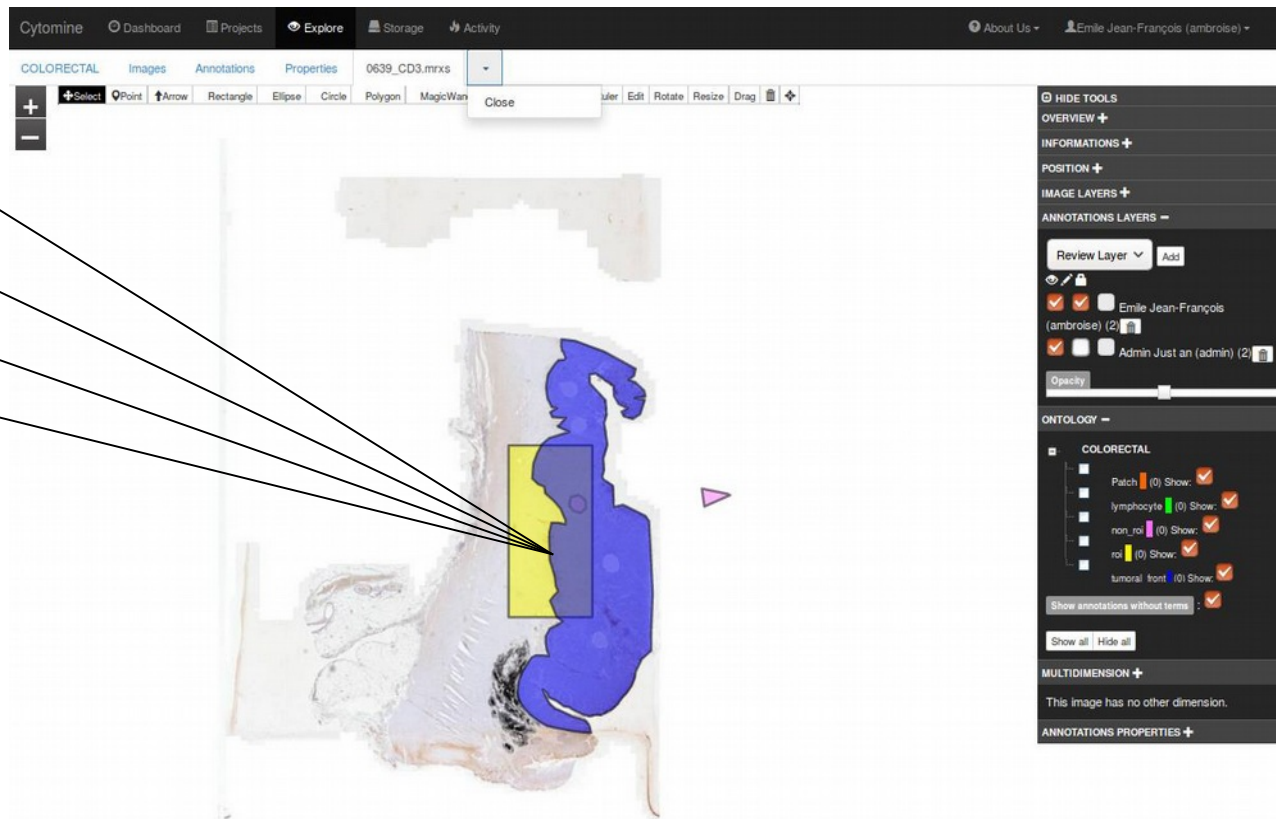 Cytomine Dashboard Projects Explore Storage Activity About Us Emile Jean-François (ambroise)
COLORECTAL Images Annotations Properties 0639_CD3.mrxs
Select Point Arrow Rectangle Ellipse Circle Polygon Edit Rotate Resize Drag
Close
HIDE TOOLS
OVERVIEW
INFORMATIONS
POSITION
IMAGE LAYERS
ANNOTATIONS LAYERS
Review Layer Add
Emile Jean-François
(ambroise) (2)
Admin Just an (admin) (2)
Opacity
ONTOLOGY
COLORECTAL
Patch (0) Show:
lymphocyte (0) Show:
non_roi (0) Show:
roi (0) Show:
tumoral front (0) Show:
Show annotations without terms :
Show all Hide all
MULTIDIMENSION
This image has no other dimension.
ANNOTATIONS PROPERTIES